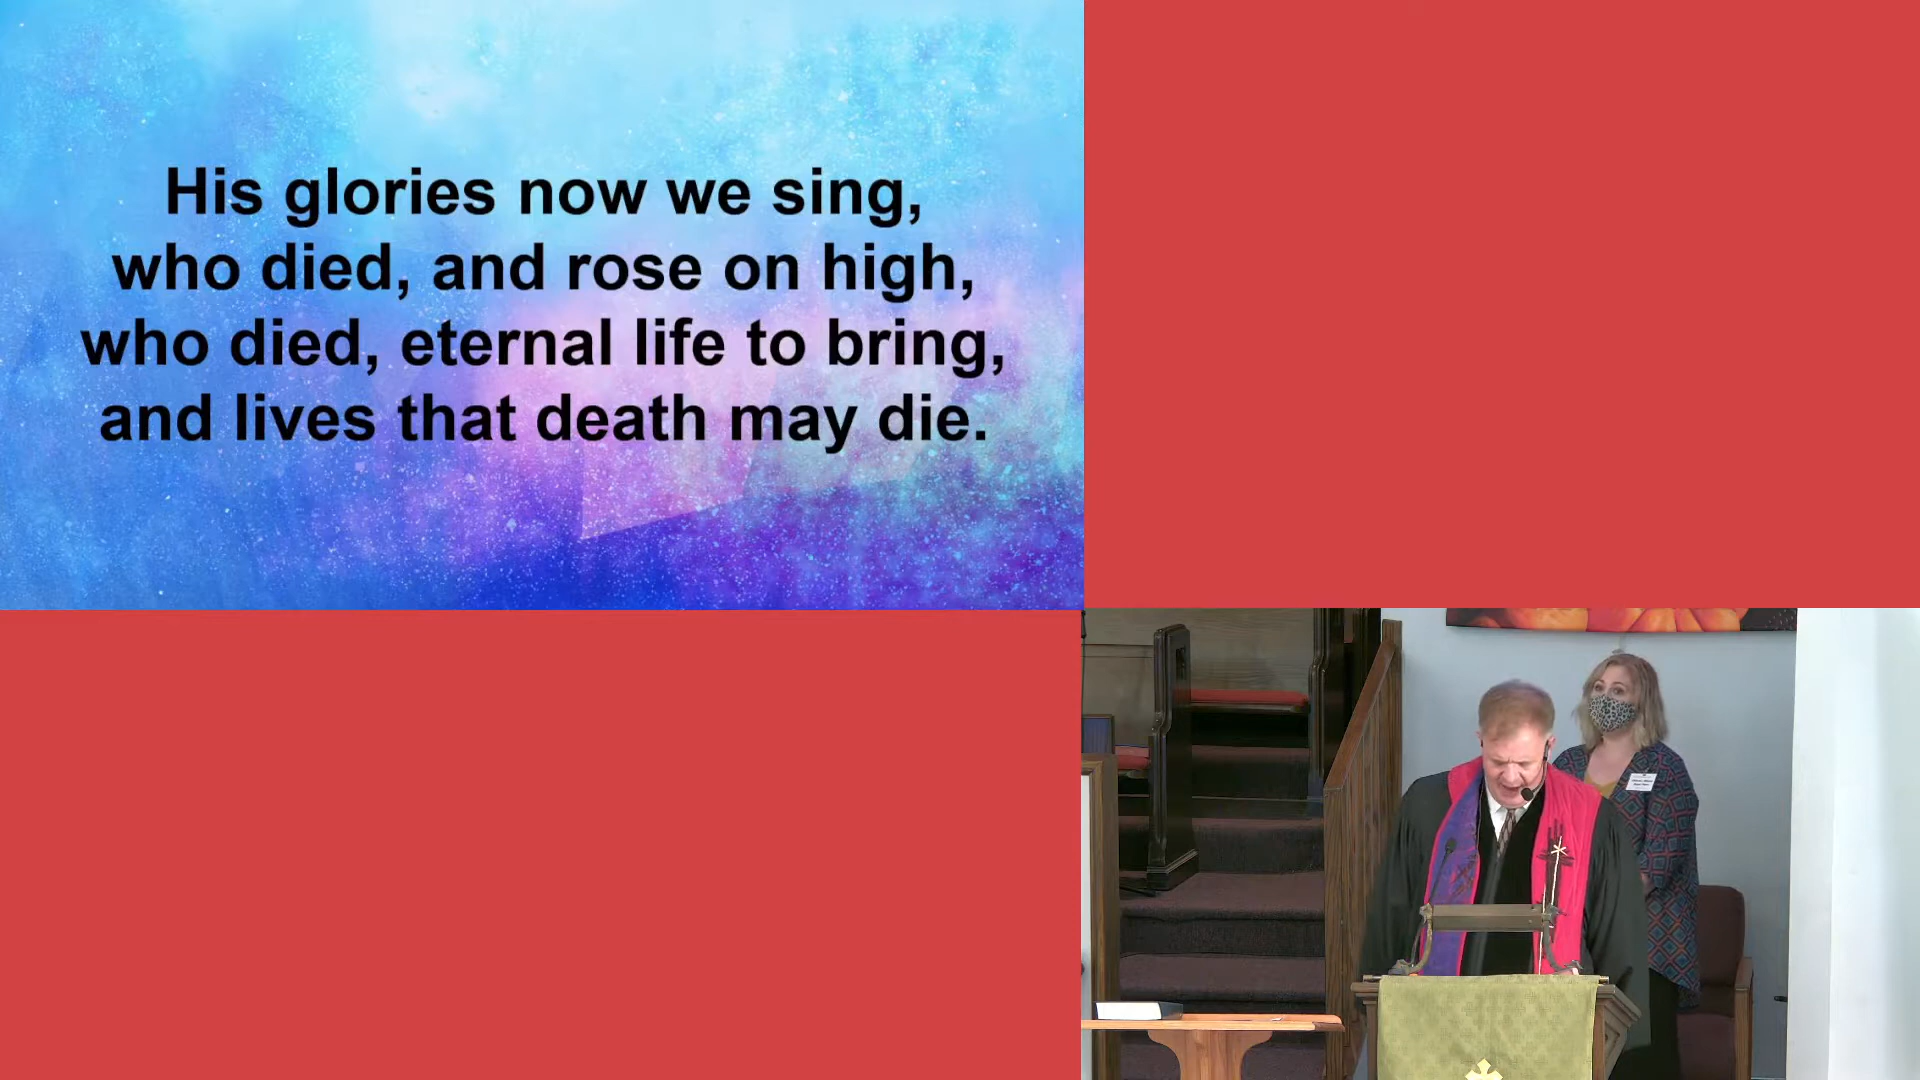 His glories now we sing,
who died, and rose on high,
who died, eternal life to bring,
and lives that death may die.